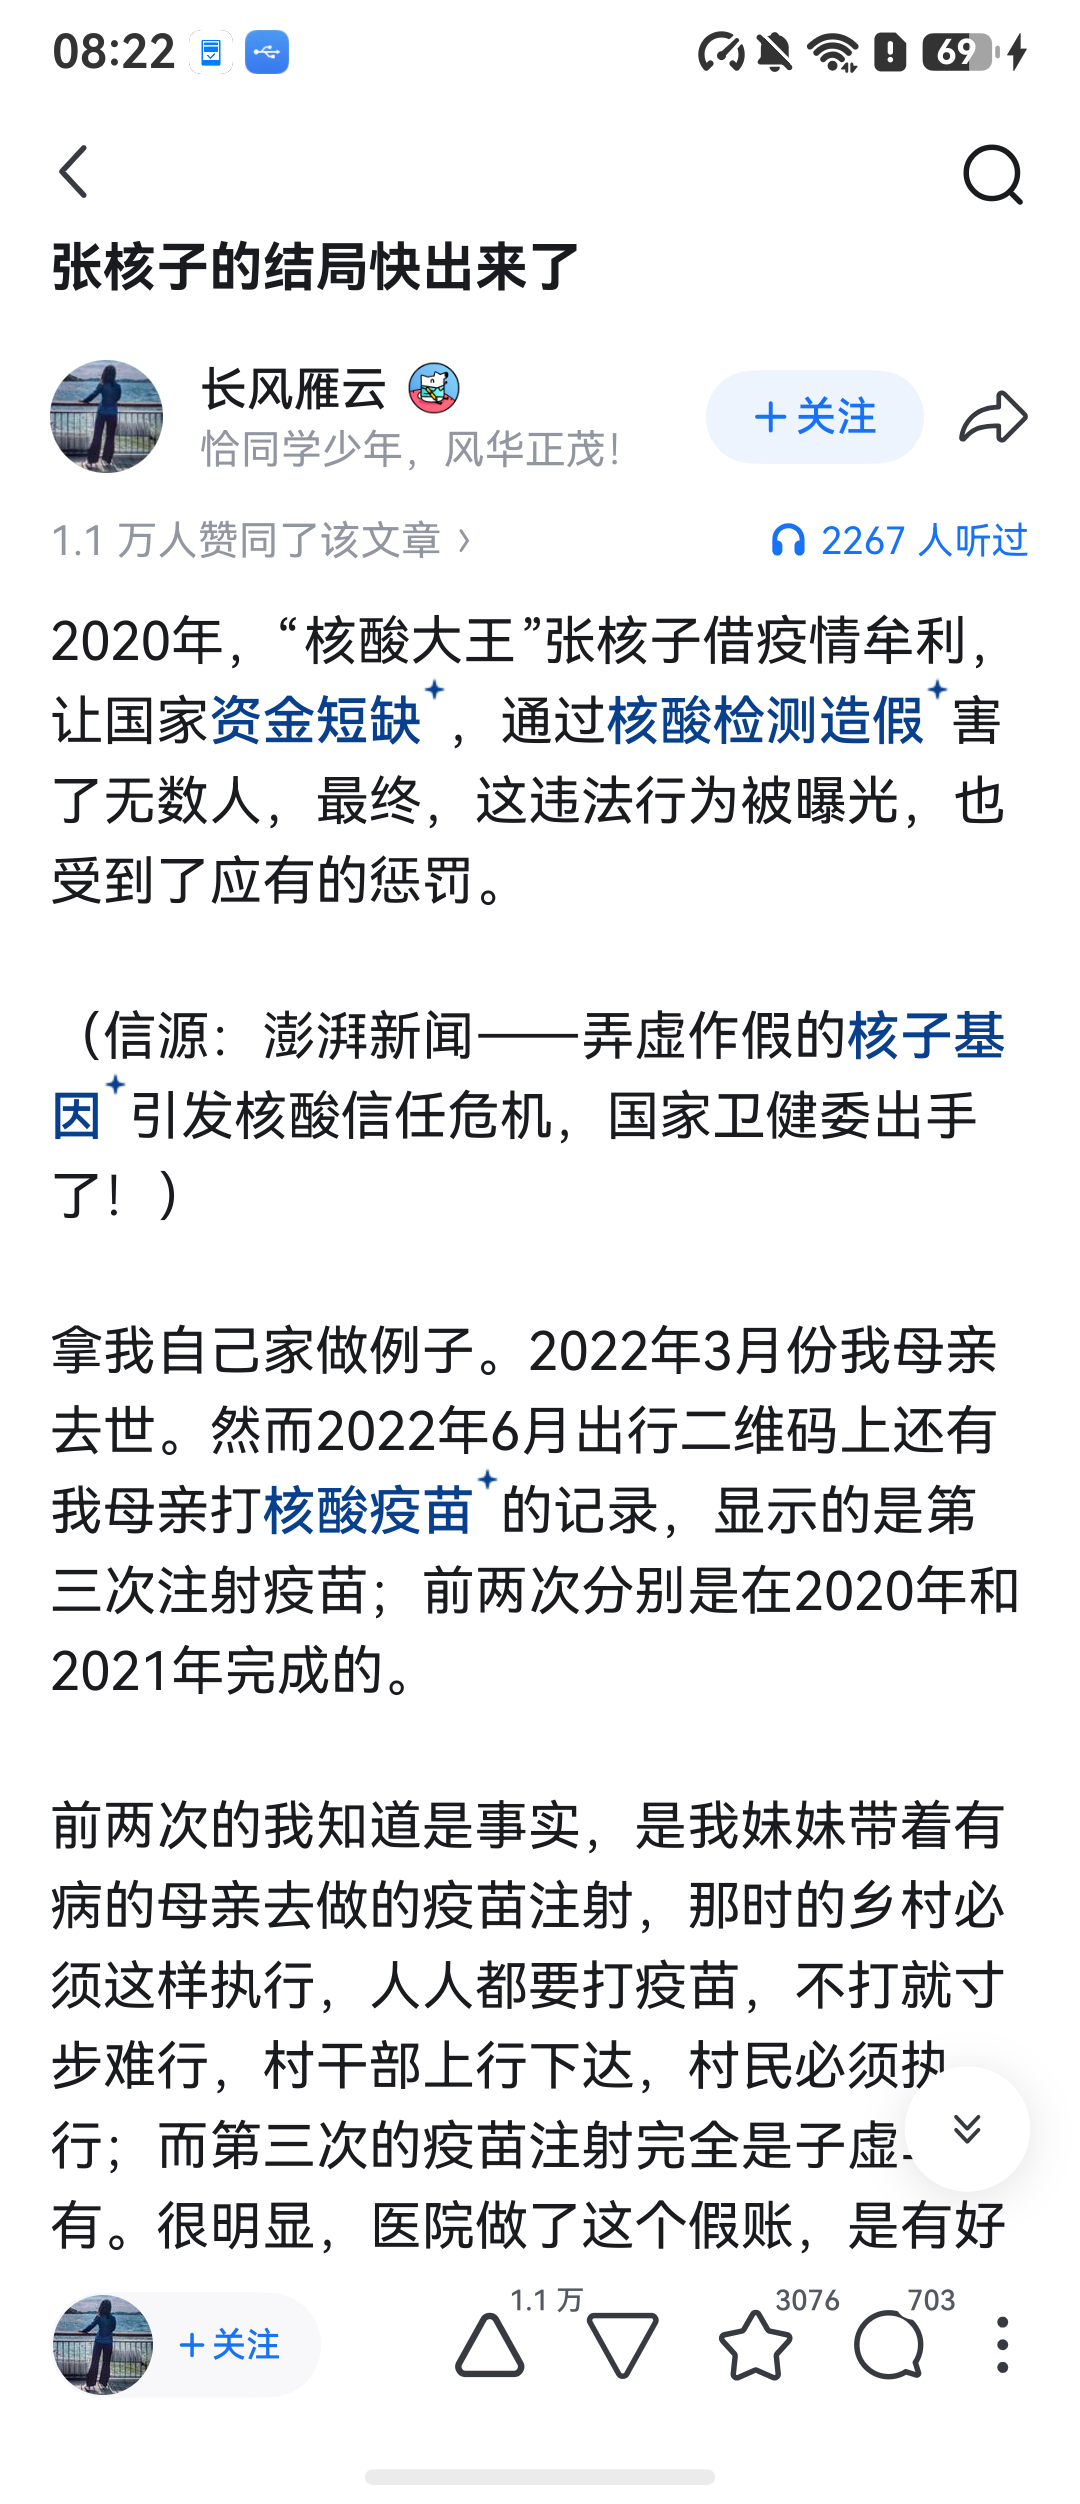 08:22
69
张核子的结局快出来了
长风雁云
恰同学少年，风华正茂！
+ 关注
1.1 万人赞同了该文章 ›
2267 人听过
2020年，“核酸大王”张核子借疫情牟利，
让国家资金短缺，通过核酸检测造假害
了无数人，最终，这违法行为被曝光，也
受到了应有的惩罚。
（信源：澎湃新闻——弄虚作假的核子基
因引发核酸信任危机，国家卫健委出手
了！）
拿我自己家做例子。2022年3月份我母亲
去世。然而2022年6月出行二维码上还有
我母亲打核酸疫苗的记录，显示的是第
三次注射疫苗；前两次分别是在2020年和
2021年完成的。
前两次的我知道是事实，是我妹妹带着有
病的母亲去做的疫苗注射，那时的乡村必
须这样执行，人人都要打疫苗，不打就寸
步难行，村干部上行下达，村民必须执
行；而第三次的疫苗注射完全是子虚
有。很明显，医院做了这个假账，是有好
+ 关注
1.1 万
3076
703